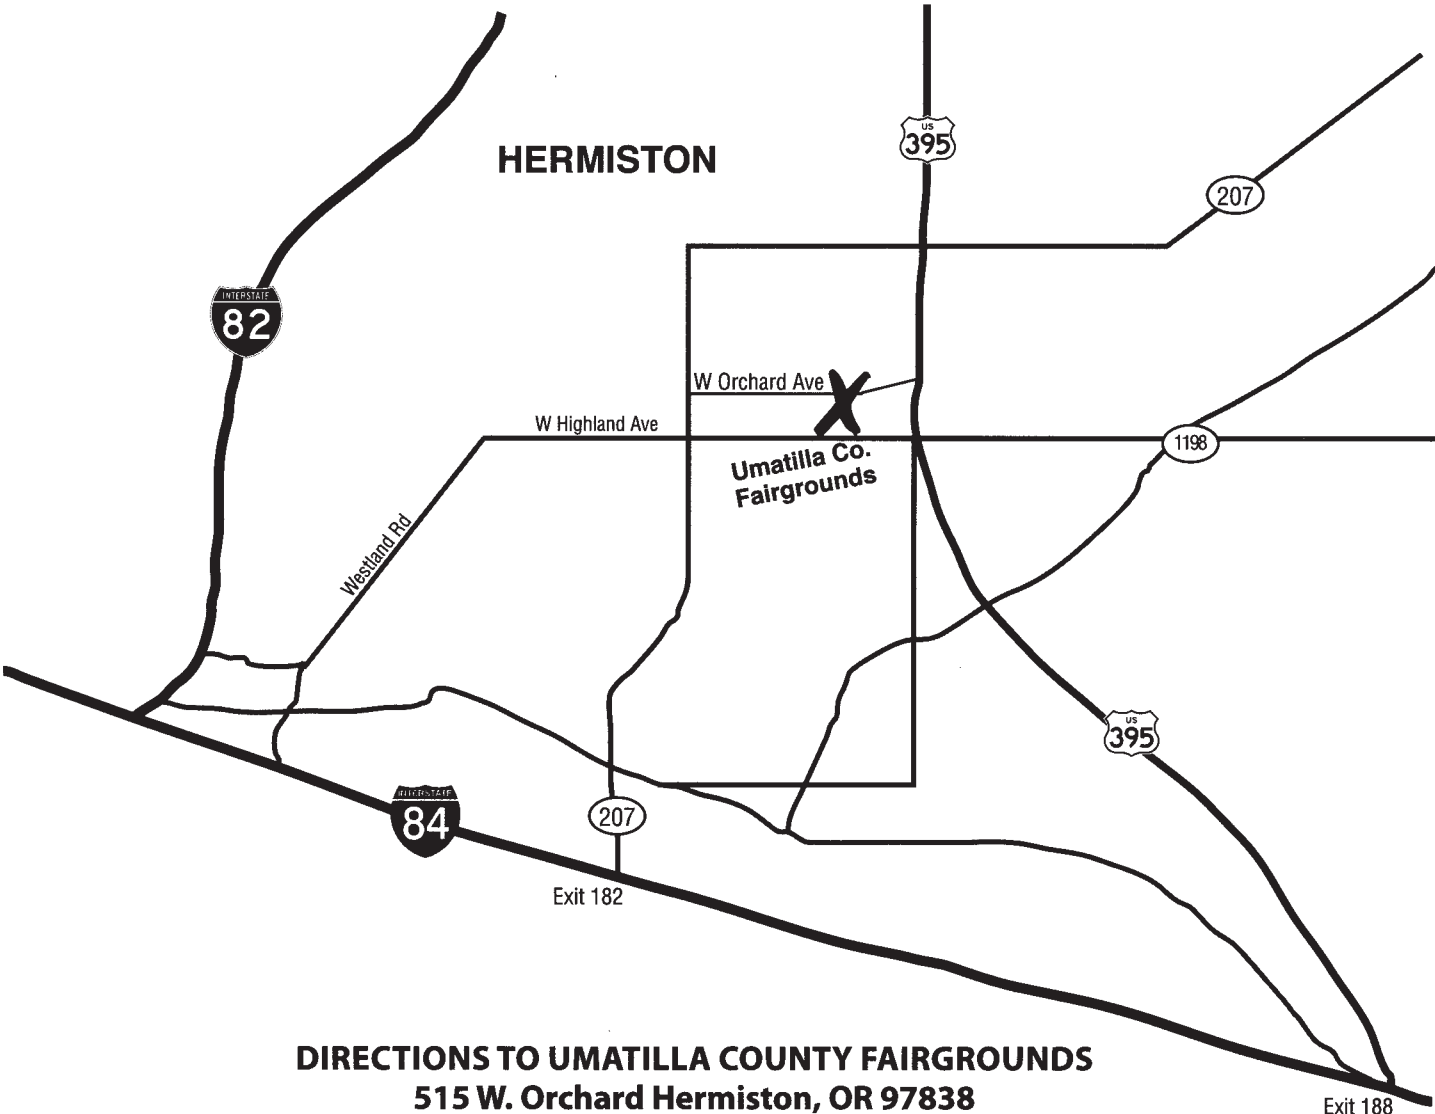 US
395
HERMISTON
207
INTERSTATE
82
W Orchard Ave
W Highland Ave
1198
Umatilla Co.
Fairgrounds
Westland Rd
US
395
INTERSTATE
84
207
Exit 182
DIRECTIONS TO UMATILLA COUNTY FAIRGROUNDS
515 W. Orchard Hermiston, OR 97838
Exit 188